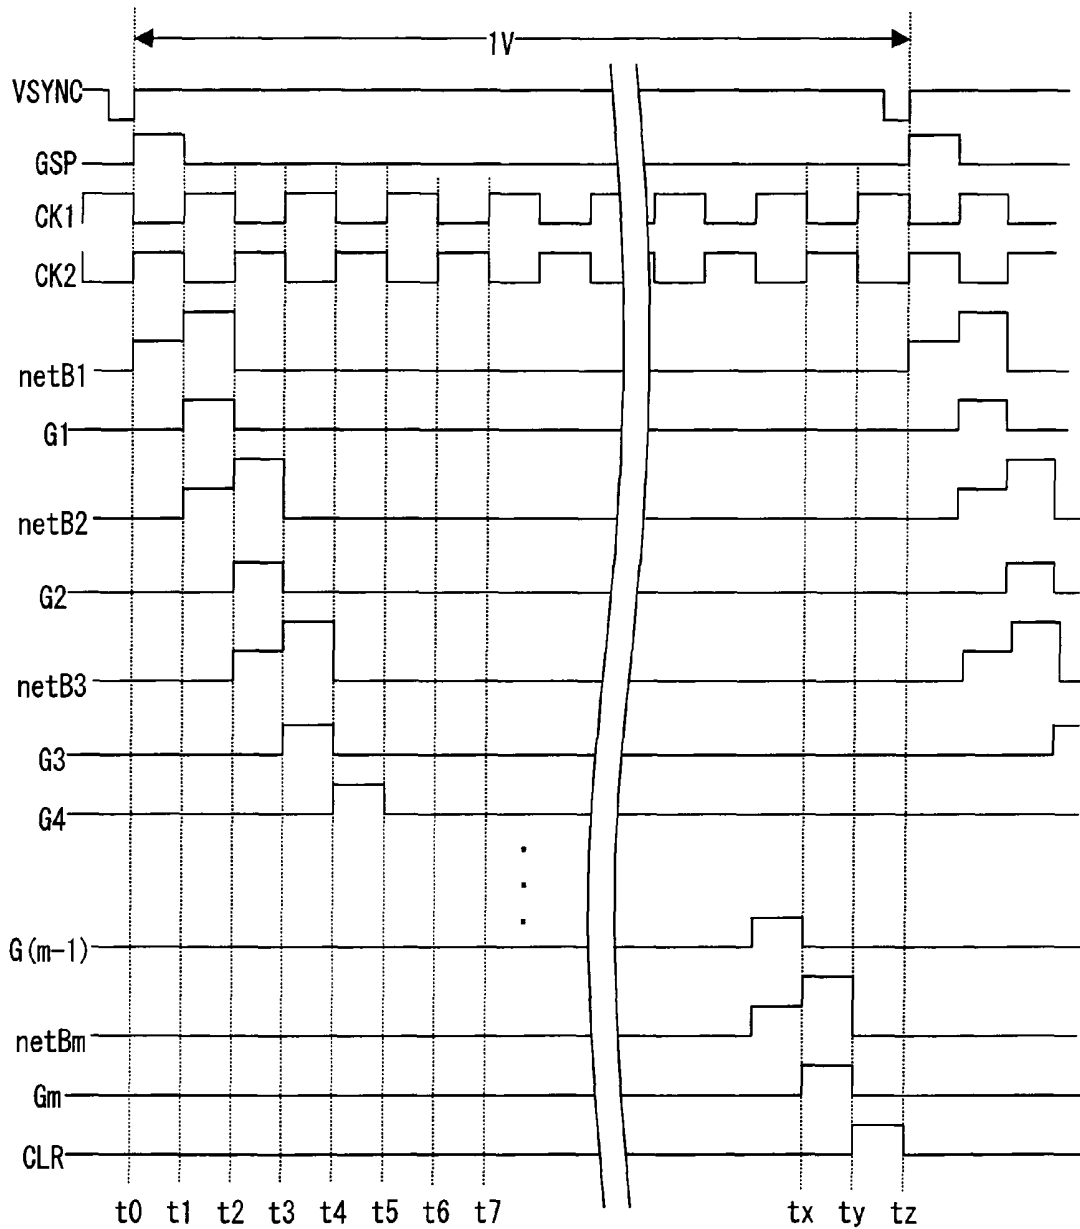 1V
VSYNC
GSP
CK1
CK2
netB1
G1
netB2
G2
netB3
G3
G4
G(m-1)
netBm
Gm
CLR
t0 t1 t2 t3 t4 t5 t6 t7 tx ty tz